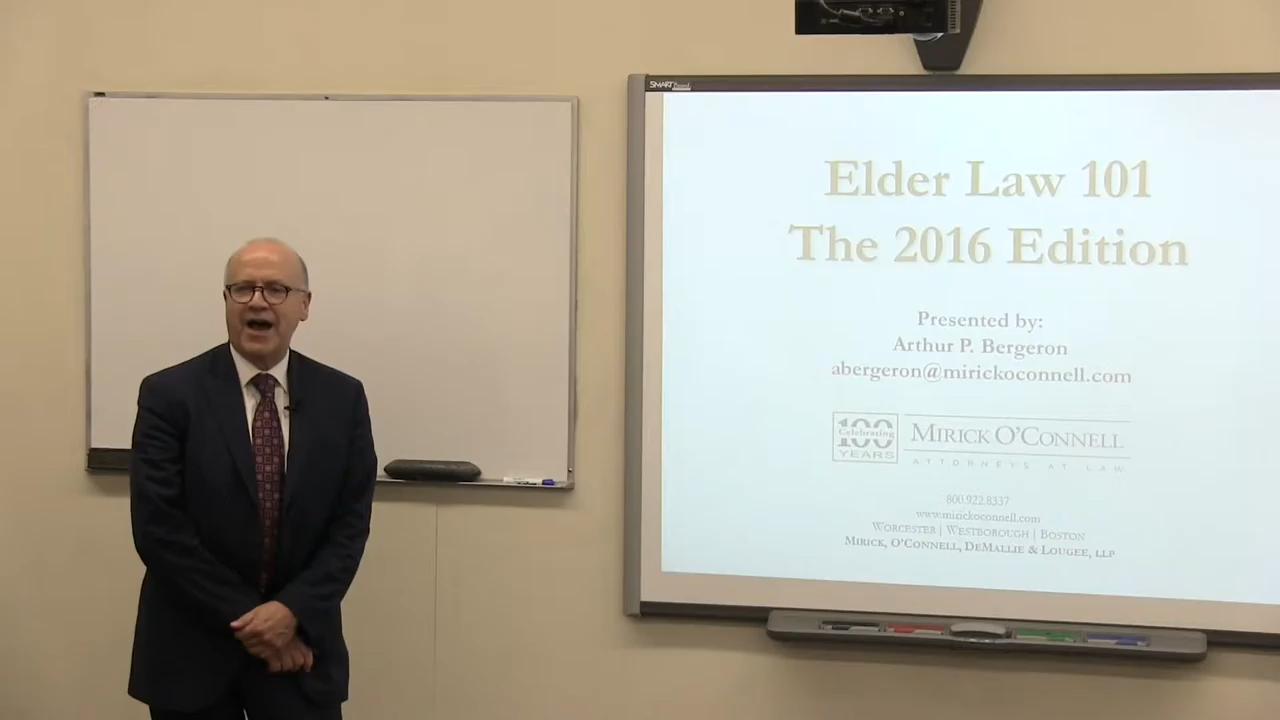 SMART
Elder Law 101
The 2016 Edition
Presented by:
Arthur P. Bergeron
abergeron@mirickoconnell.com
Celebrating
100
YEARS
MIRICK O'CONNELL
ATTORNEYS AT LAW
800.922.8337
www.mirickoconnell.com
WORCESTER | WESTBOROUGH | BOSTON
MIRICK, O'CONNELL, DEMALLIE & LOUGEE, LLP